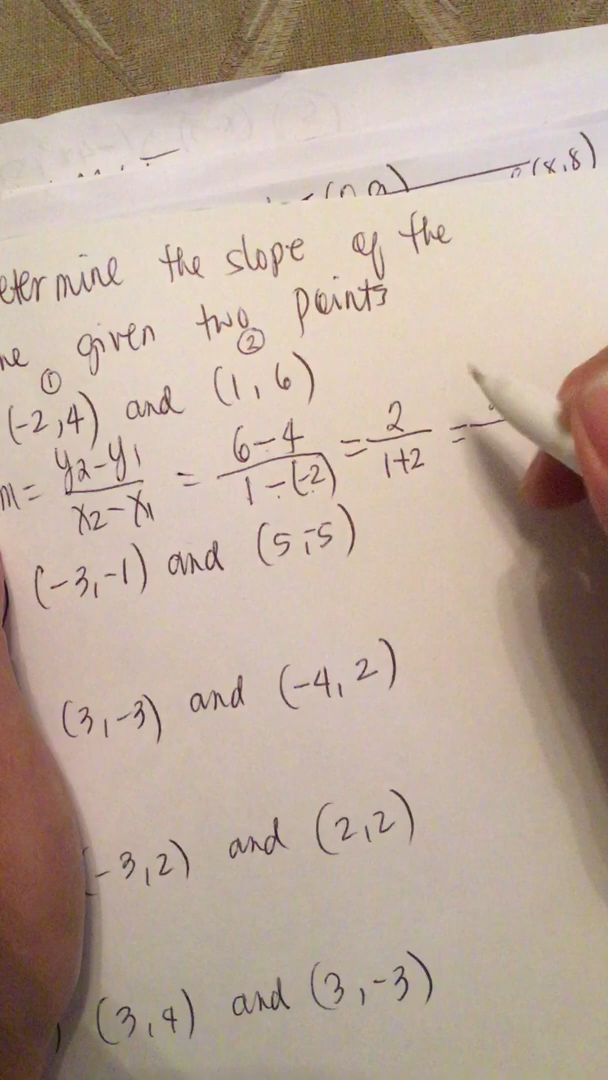 (x,8)
etermine the slope of the
ne given two points
① ②
(-2,4) and (1,6)
m = y₂-y₁ / x₂-x₁ = 6-4 / 1-(-2) = 2 / 1+2 =
(-3,-1) and (5,-5)
(3,-3) and (-4,2)
(-3,2) and (2,2)
(3,4) and (3,-3)